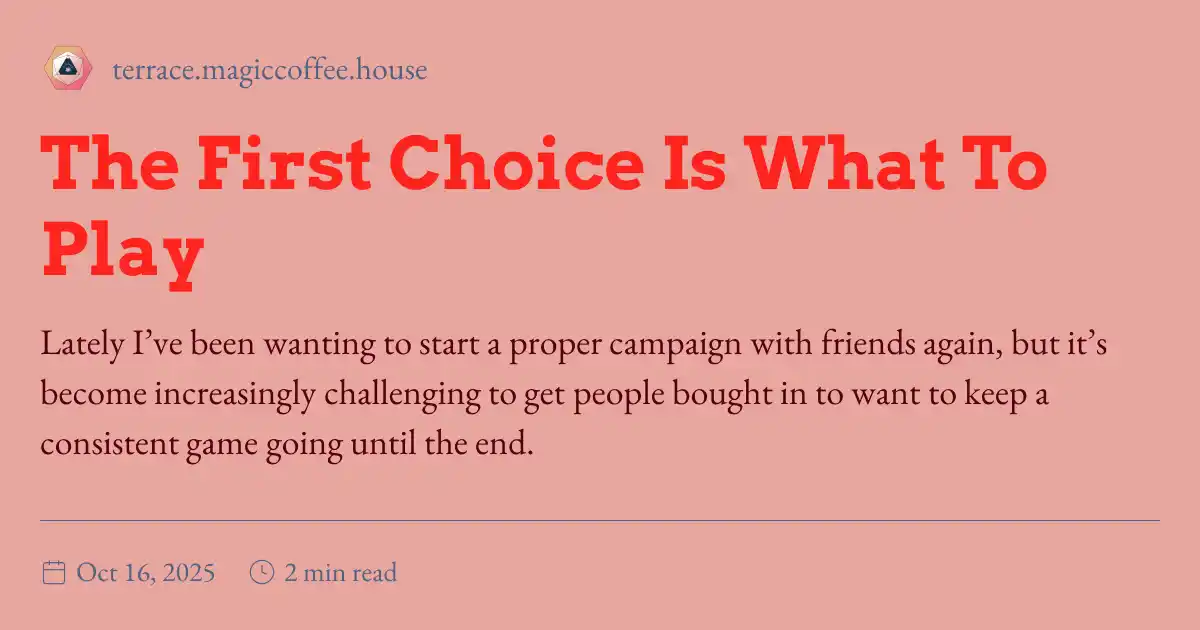 terrace.magiccoffee.house
The First Choice Is What To
Play
Lately I’ve been wanting to start a proper campaign with friends again, but it’s
become increasingly challenging to get people bought in to want to keep a
consistent game going until the end.
Oct 16, 2025 2 min read